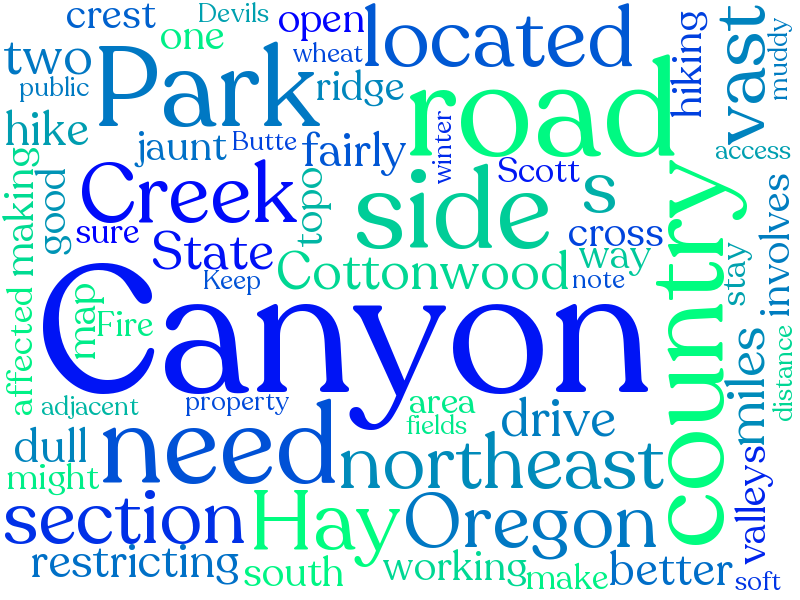 crest
Devils
open
located
one
wheat
two
Park
ridge
road
hiking
vast
muddy
public
hike
jaunt
Butte
fairly
winter
access
Creek
Scott
side
s
good
topo
sure
State
cross
way
Cottonwood
Keep
note
country
stay
involves
affected
making
map
Fire
Canyon
adjacent
property
area
fields
drive
miles
distance
dull
need
northeast
might
section
Hay
Oregon
valleys
restricting
south
working
make
better
soft